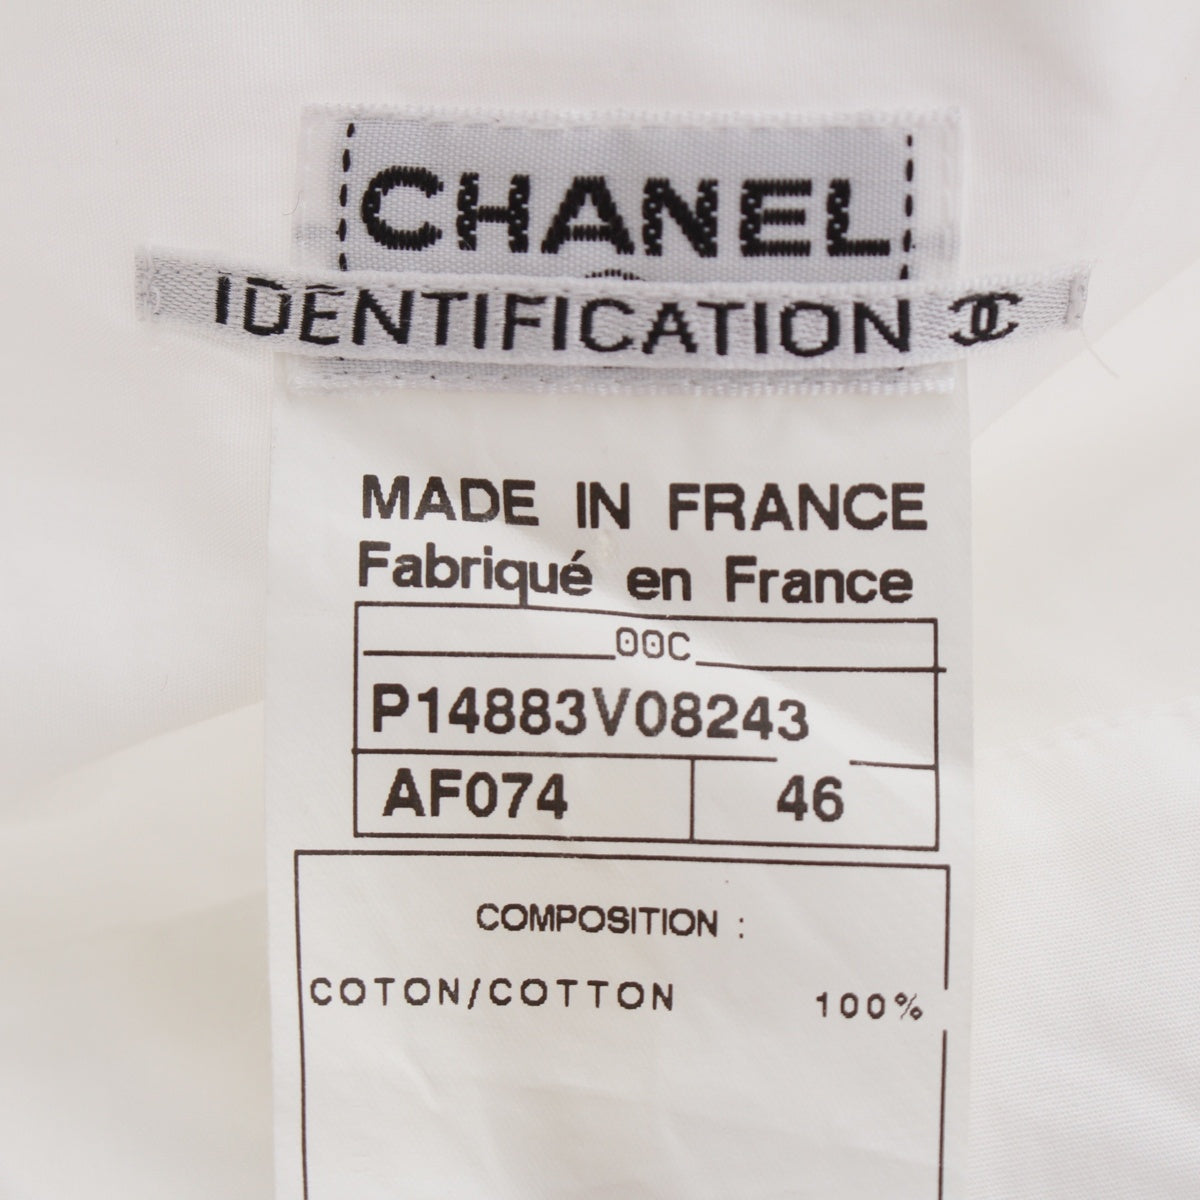 CHANEL
IDENTIFICATION
MADE IN FRANCE
Fabriqué en France
00C
P14883V08243
AF074 46
COMPOSITION :
COTON/COTTON 100%